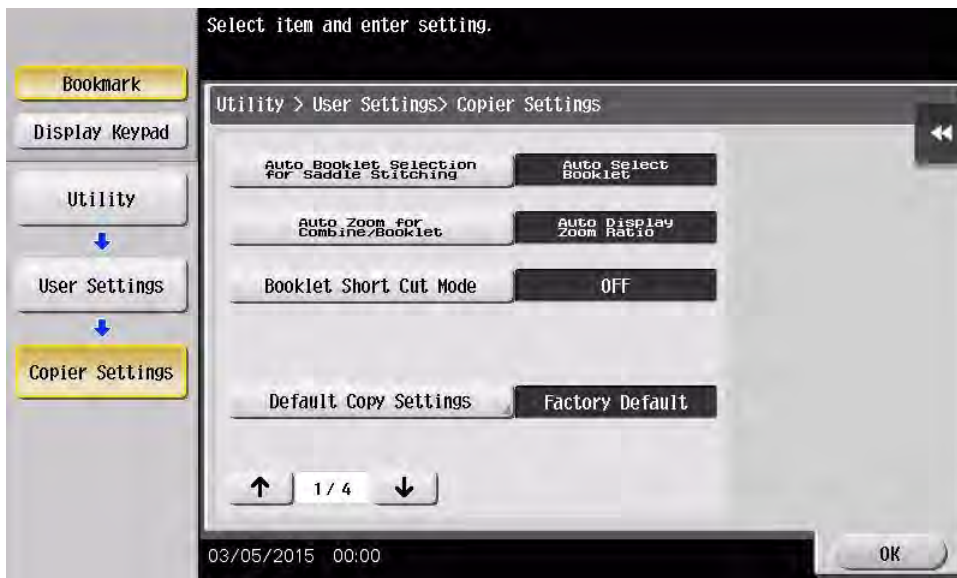 Select item and enter setting.
Bookmark
Display Keypad
Utility
User Settings
Copier Settings
Utility > User Settings> Copier Settings
Auto Booklet Selection
for Saddle Stitching
Auto Select
Booklet
Auto Zoom for
Combine/Booklet
Auto Display
Zoom Ratio
Booklet Short Cut Mode
OFF
Default Copy Settings
Factory Default
1/ 4
03/05/2015 00:00
OK